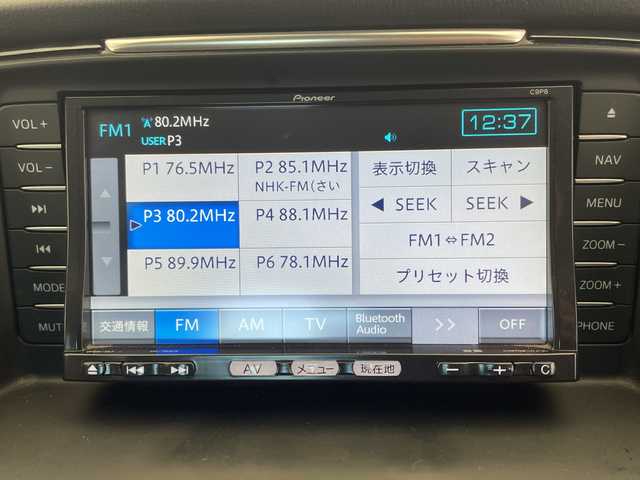 Pioneer
C9P8
FM1 80.2MHz
USER P3
12:37
P1 76.5MHz
P2 85.1MHz
NHK-FM(さい
P3 80.2MHz
P4 88.1MHz
P5 89.9MHz
P6 78.1MHz
表示切換
スキャン
SEEK
SEEK
FM1⇔FM2
プリセット切換
交通情報
FM
AM
TV
Bluetooth
Audio
>>
OFF
AV
メニュー
現在地
−
+
C
VOL+
VOL−
MODE
MUT
NAV
MENU
ZOOM−
ZOOM+
PHONE